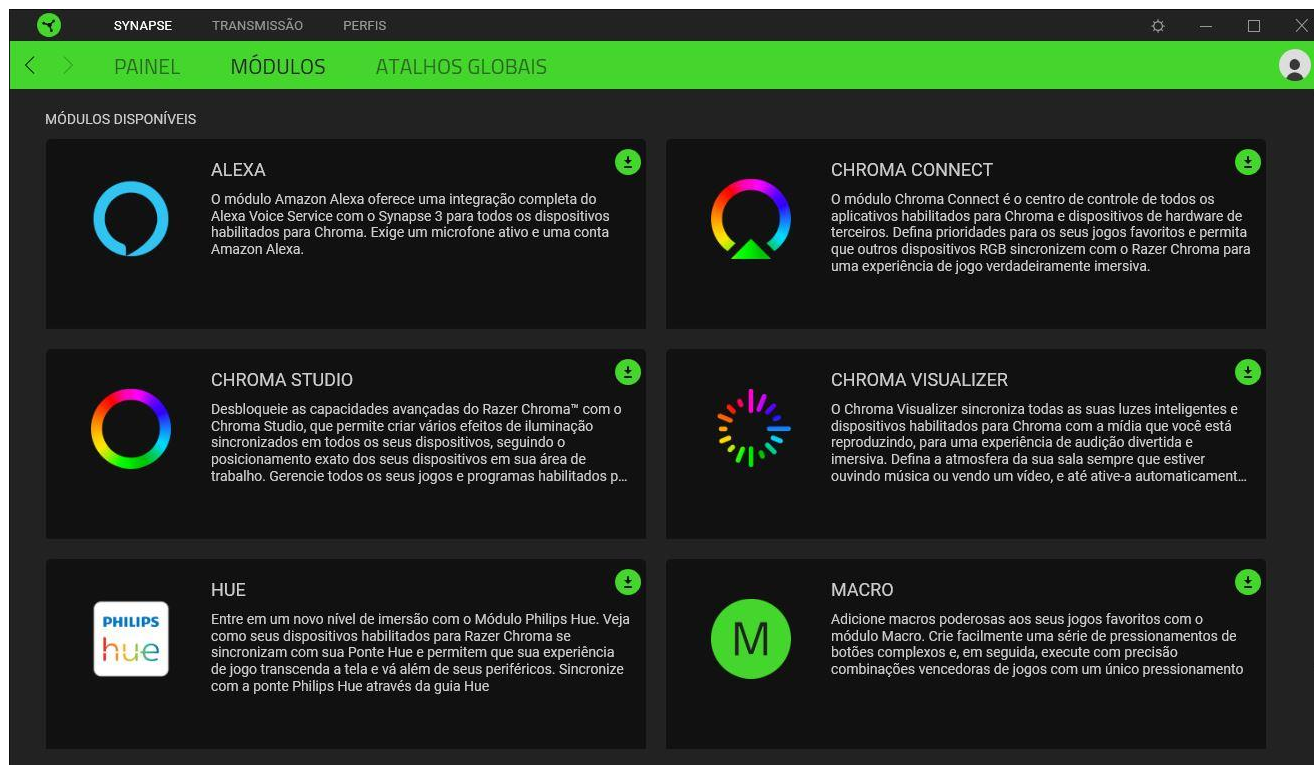 SYNAPSE TRANSMISSÃO PERFIS
PAINEL MÓDULOS ATALHOS GLOBAIS
MÓDULOS DISPONÍVEIS
ALEXA
O módulo Amazon Alexa oferece uma integração completa do
Alexa Voice Service com o Synapse 3 para todos os dispositivos
habilitados para Chroma. Exige um microfone ativo e uma conta
Amazon Alexa.
CHROMA CONNECT
O módulo Chroma Connect é o centro de controle de todos os
aplicativos habilitados para Chroma e dispositivos de hardware de
terceiros. Defina prioridades para os seus jogos favoritos e permita
que outros dispositivos RGB sincronizem com o Razer Chroma para
uma experiência de jogo verdadeiramente imersiva.
CHROMA STUDIO
Desbloqueie as capacidades avançadas do Razer Chroma™ com o
Chroma Studio, que permite criar vários efeitos de iluminação
sincronizados em todos os seus dispositivos, seguindo o
posicionamento exato dos seus dispositivos em sua área de
trabalho. Gerencie todos os seus jogos e programas habilitados p...
CHROMA VISUALIZER
O Chroma Visualizer sincroniza todas as suas luzes inteligentes e
dispositivos habilitados para Chroma com a mídia que você está
reproduzindo, para uma experiência de audição divertida e
imersiva. Defina a atmosfera da sua sala sempre que estiver
ouvindo música ou vendo um vídeo, e até ative-a automaticament...
PHILIPS
hue
HUE
Entre em um novo nível de imersão com o Módulo Philips Hue. Veja
como seus dispositivos habilitados para Razer Chroma se
sincronizam com sua Ponte Hue e permitem que sua experiência
de jogo transcenda a tela e vá além de seus periféricos. Sincronize
com a ponte Philips Hue através da guia Hue
M
MACRO
Adicione macros poderosas aos seus jogos favoritos com o
módulo Macro. Crie facilmente uma série de pressionamentos de
botões complexos e, em seguida, execute com precisão
combinações vencedoras de jogos com um único pressionamento